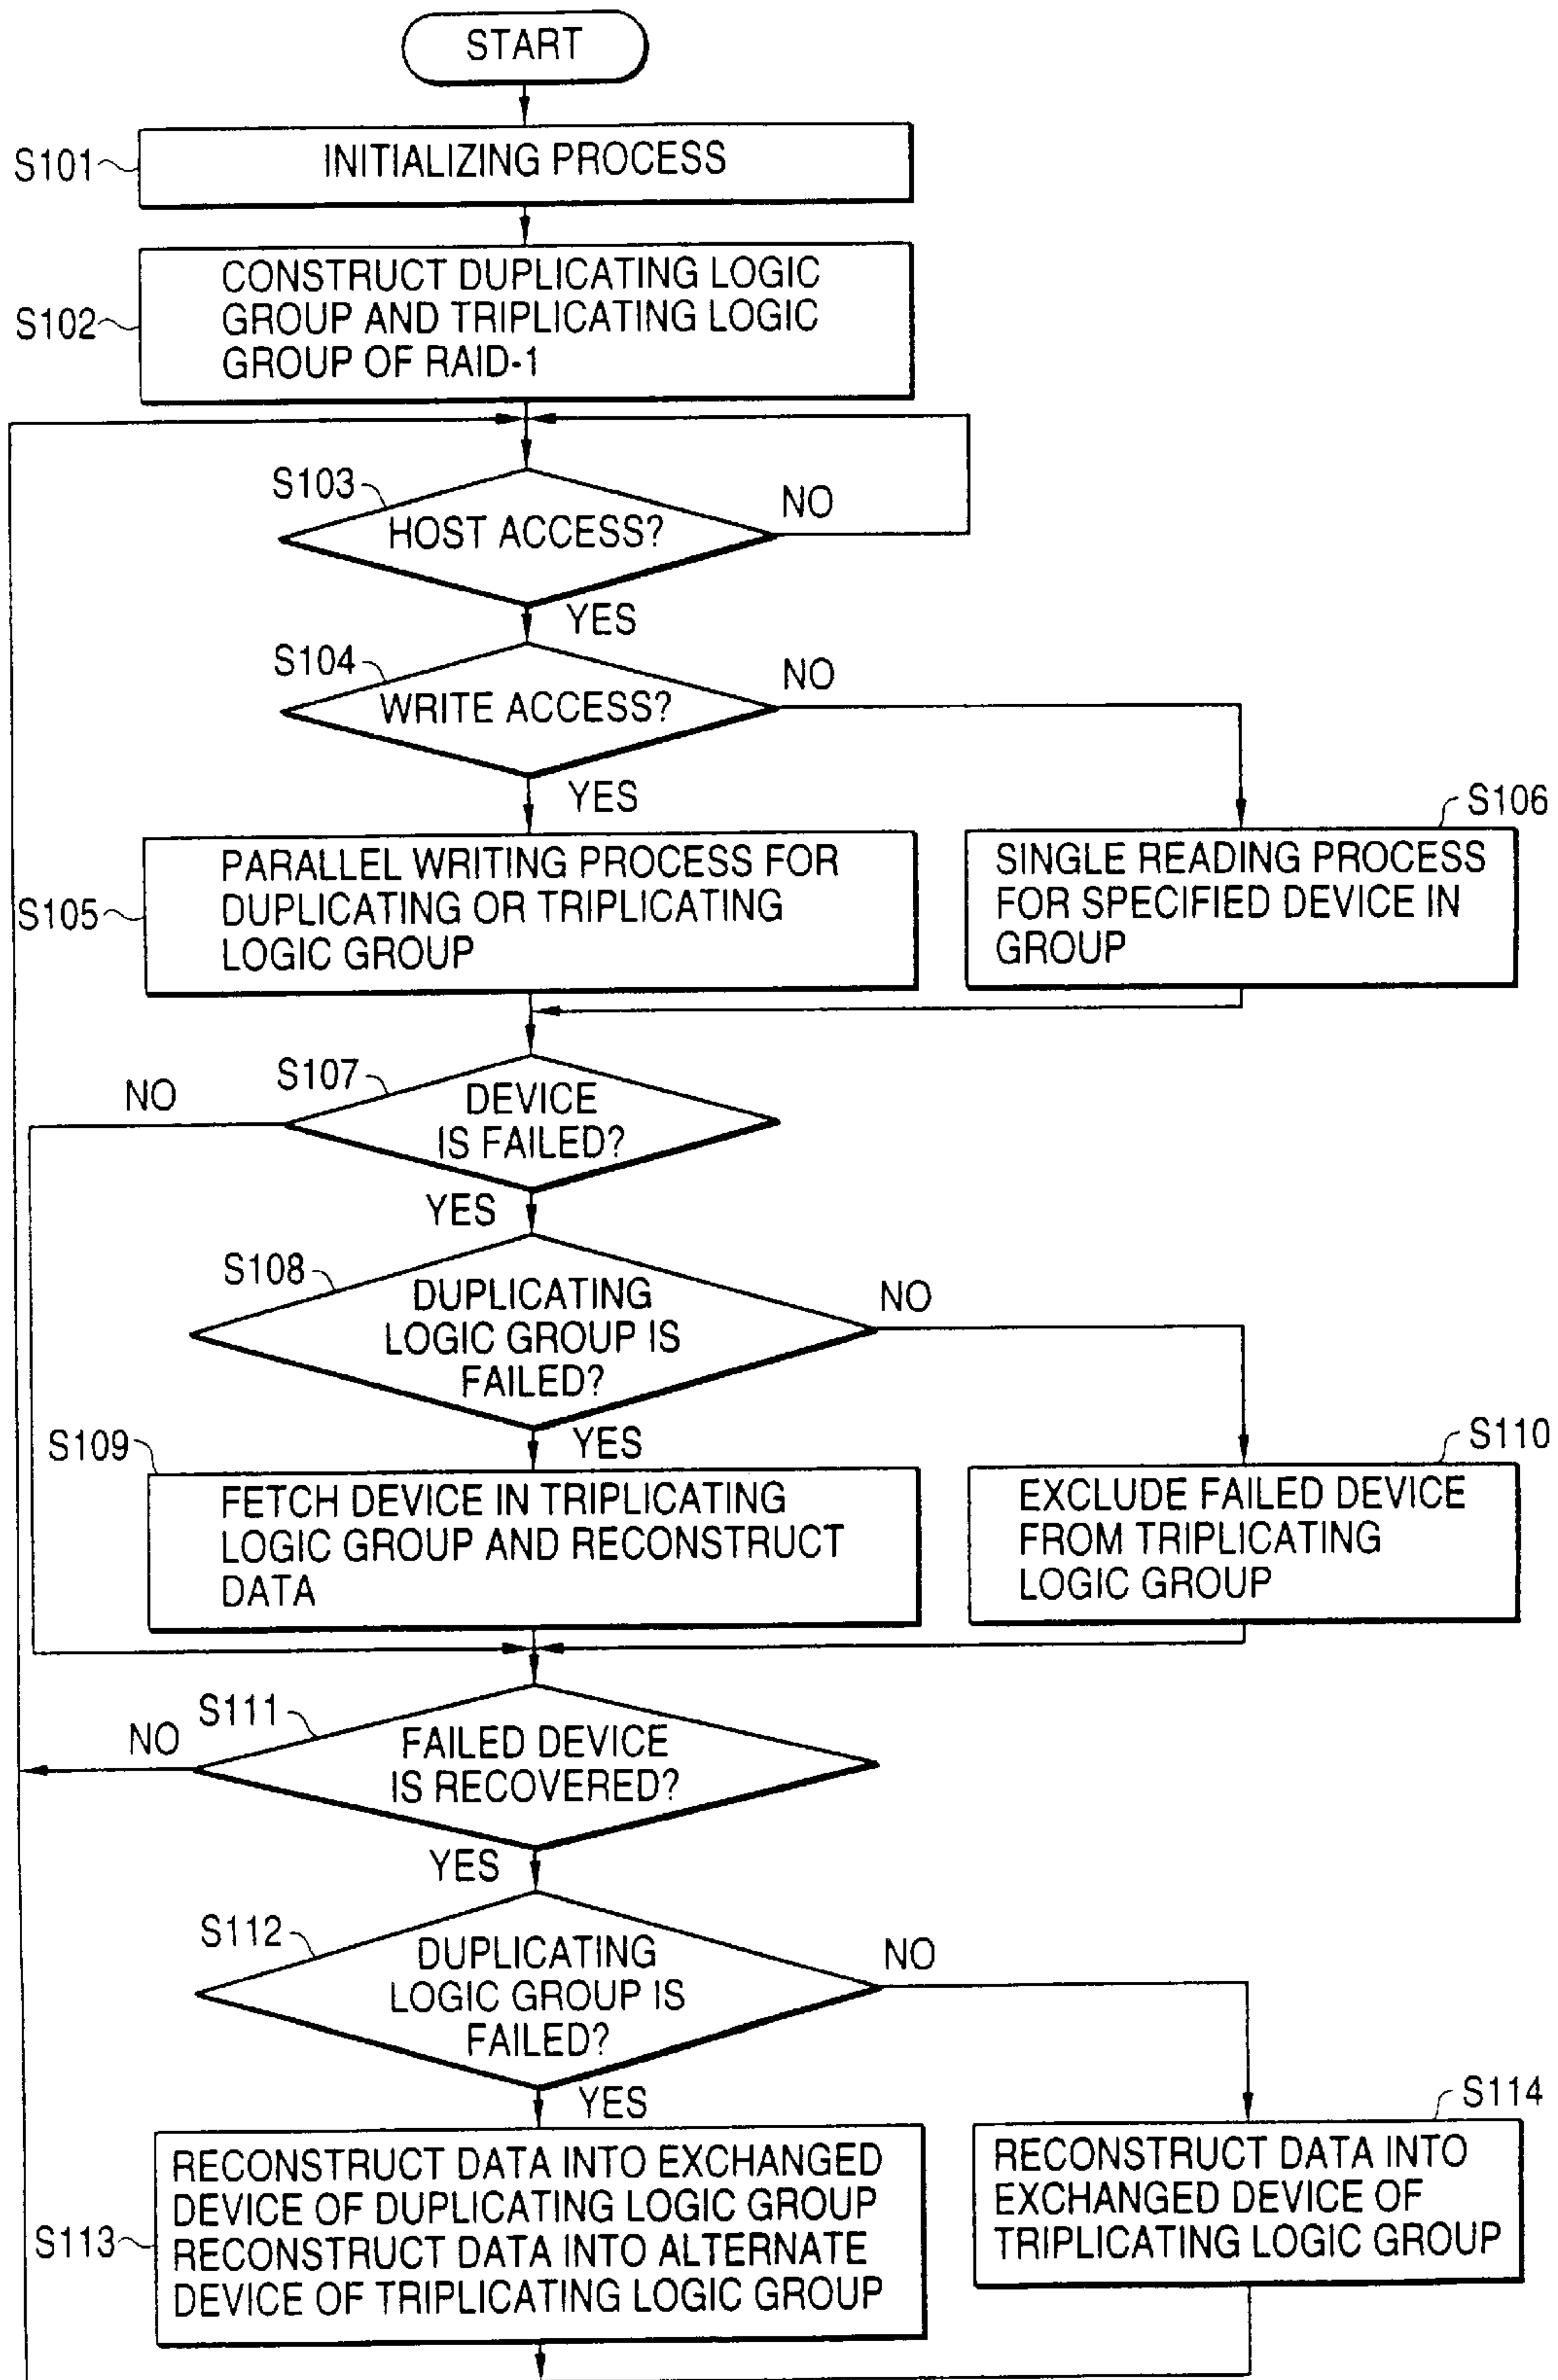 START
S101
INITIALIZING PROCESS
S102
CONSTRUCT DUPLICATING LOGIC
GROUP AND TRIPLICATING LOGIC
GROUP OF RAID-1
S103
HOST ACCESS?
NO
YES
S104
WRITE ACCESS?
NO
YES
S105
PARALLEL WRITING PROCESS FOR
DUPLICATING OR TRIPLICATING
LOGIC GROUP
S106
SINGLE READING PROCESS
FOR SPECIFIED DEVICE IN
GROUP
S107
NO
DEVICE
IS FAILED?
YES
S108
DUPLICATING
LOGIC GROUP IS
FAILED?
NO
YES
S109
FETCH DEVICE IN TRIPLICATING
LOGIC GROUP AND RECONSTRUCT
DATA
S110
EXCLUDE FAILED DEVICE
FROM TRIPLICATING
LOGIC GROUP
S111
NO
FAILED DEVICE
IS RECOVERED?
YES
S112
DUPLICATING
LOGIC GROUP IS
FAILED?
NO
YES
S113
RECONSTRUCT DATA INTO EXCHANGED
DEVICE OF DUPLICATING LOGIC GROUP
RECONSTRUCT DATA INTO ALTERNATE
DEVICE OF TRIPLICATING LOGIC GROUP
S114
RECONSTRUCT DATA INTO
EXCHANGED DEVICE OF
TRIPLICATING LOGIC GROUP